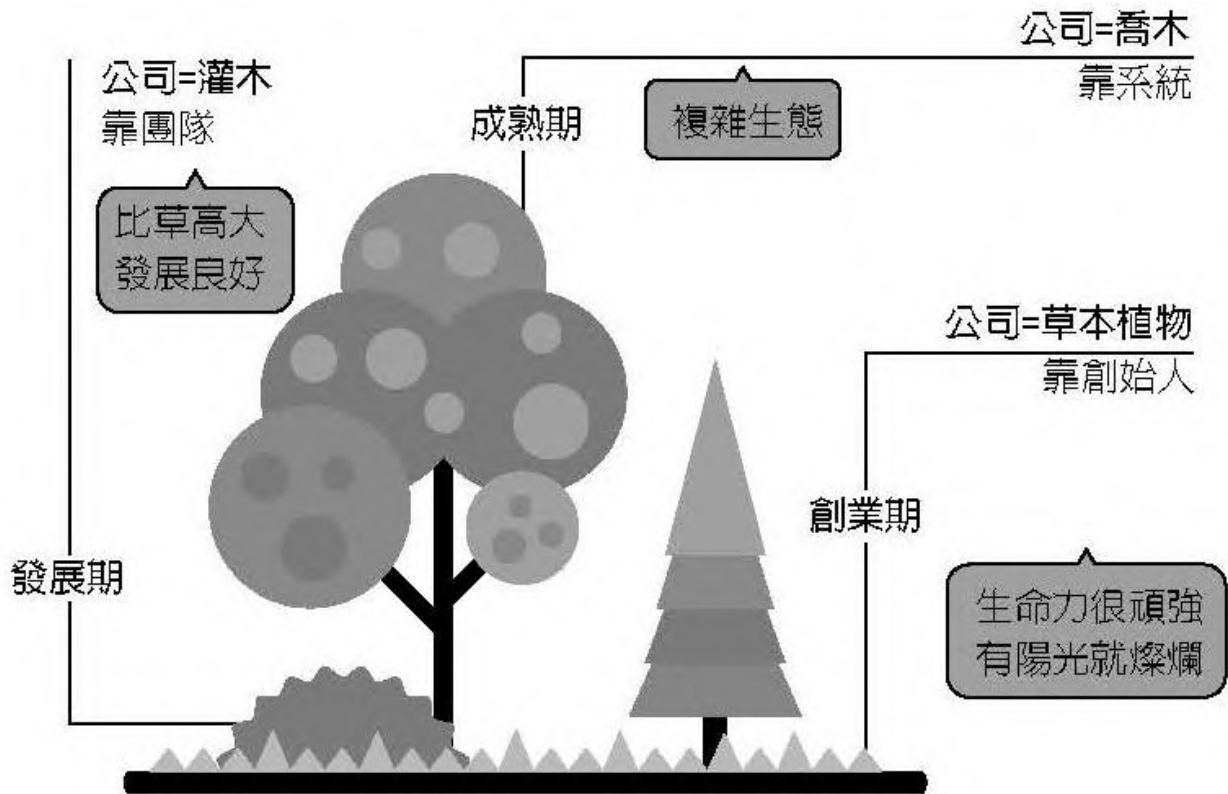 公司=灌木
靠團隊
比草高大
發展良好
發展期
成熟期
公司=喬木
靠系統
複雜生態
公司=草本植物
靠創始人
創業期
生命力很頑強
有陽光就燦爛